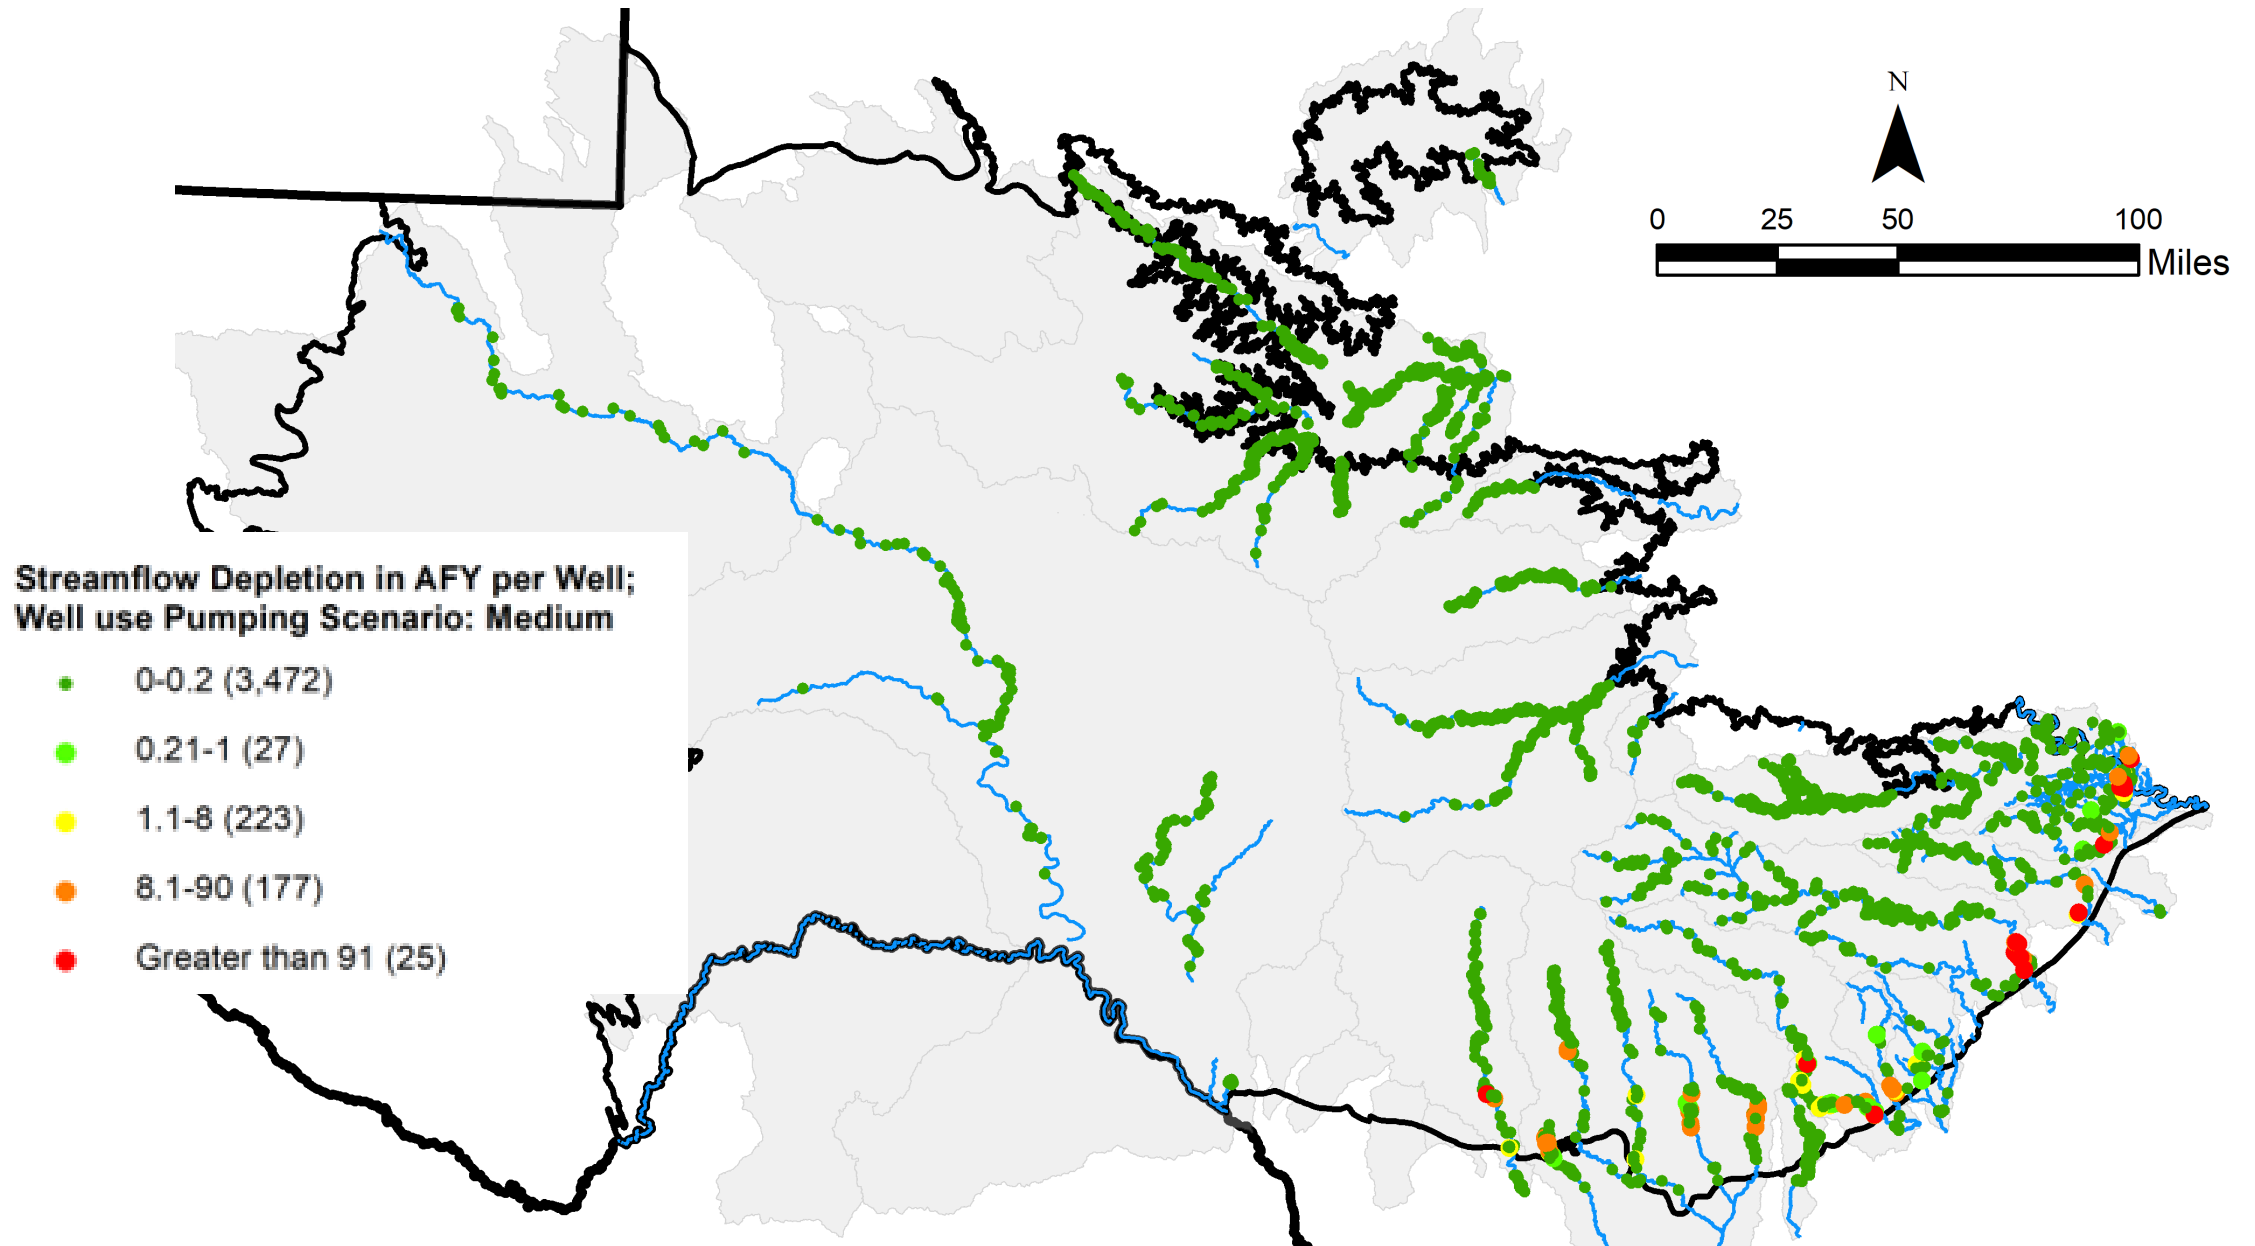 N
0 25 50 100
Miles
Streamflow Depletion in AFY per Well;
Well use Pumping Scenario: Medium
0-0.2 (3,472)
0.21-1 (27)
1.1-8 (223)
8.1-90 (177)
Greater than 91 (25)